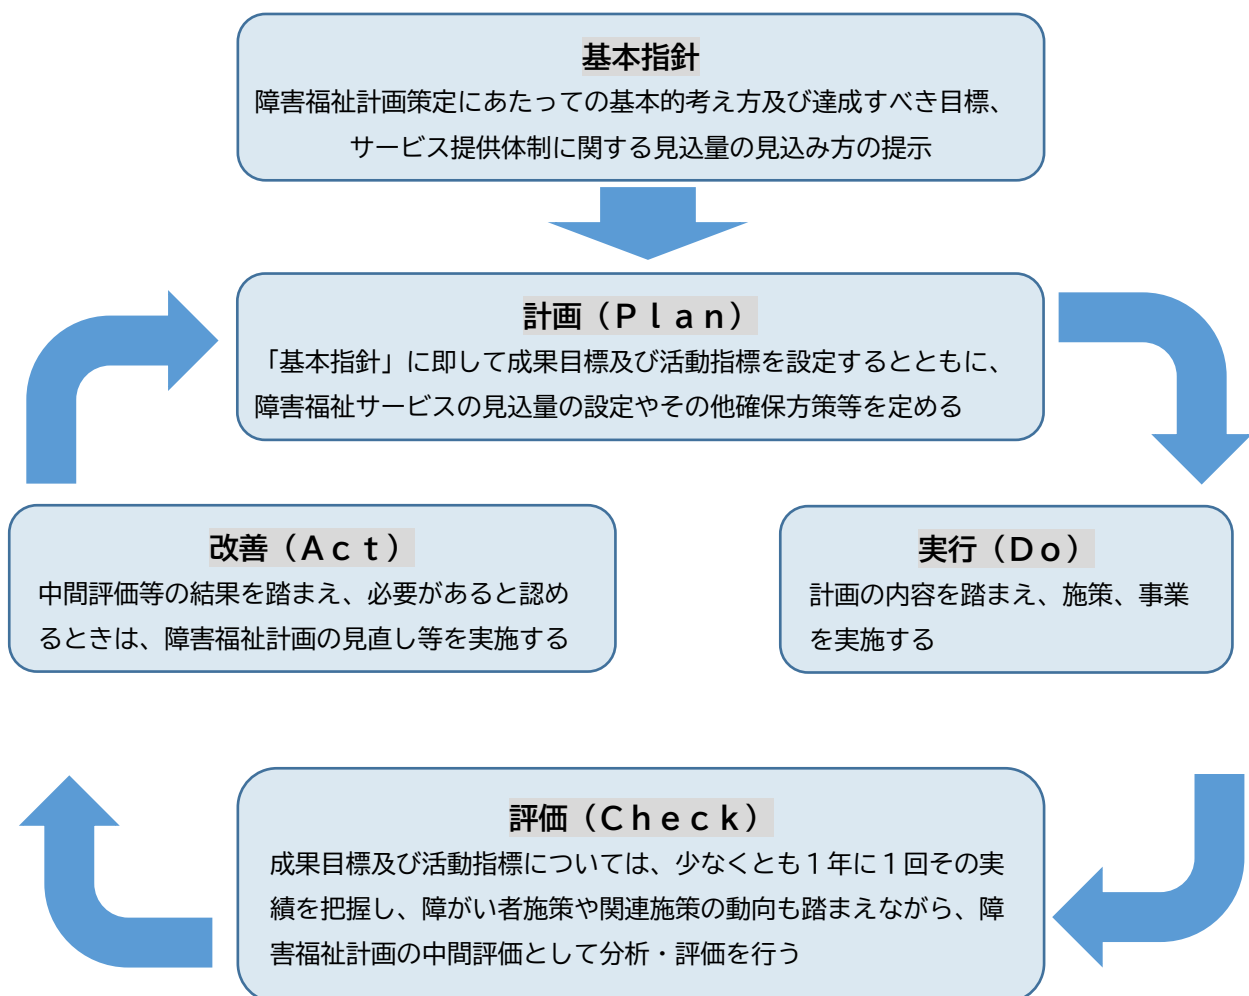 基本指針
障害福祉計画策定にあたっての基本的考え方及び達成すべき目標、
サービス提供体制に関する見込量の見込み方の提示
計画（Ｐｌａｎ）
「基本指針」に即して成果目標及び活動指標を設定するとともに、
障害福祉サービスの見込量の設定やその他確保方策等を定める
改善（Ａｃｔ）
中間評価等の結果を踏まえ、必要があると認め
るときは、障害福祉計画の見直し等を実施する
実行（Ｄｏ）
計画の内容を踏まえ、施策、事業
を実施する
評価（Ｃｈｅｃｋ）
成果目標及び活動指標については、少なくとも１年に１回その実
績を把握し、障がい者施策や関連施策の動向も踏まえながら、障
害福祉計画の中間評価として分析・評価を行う